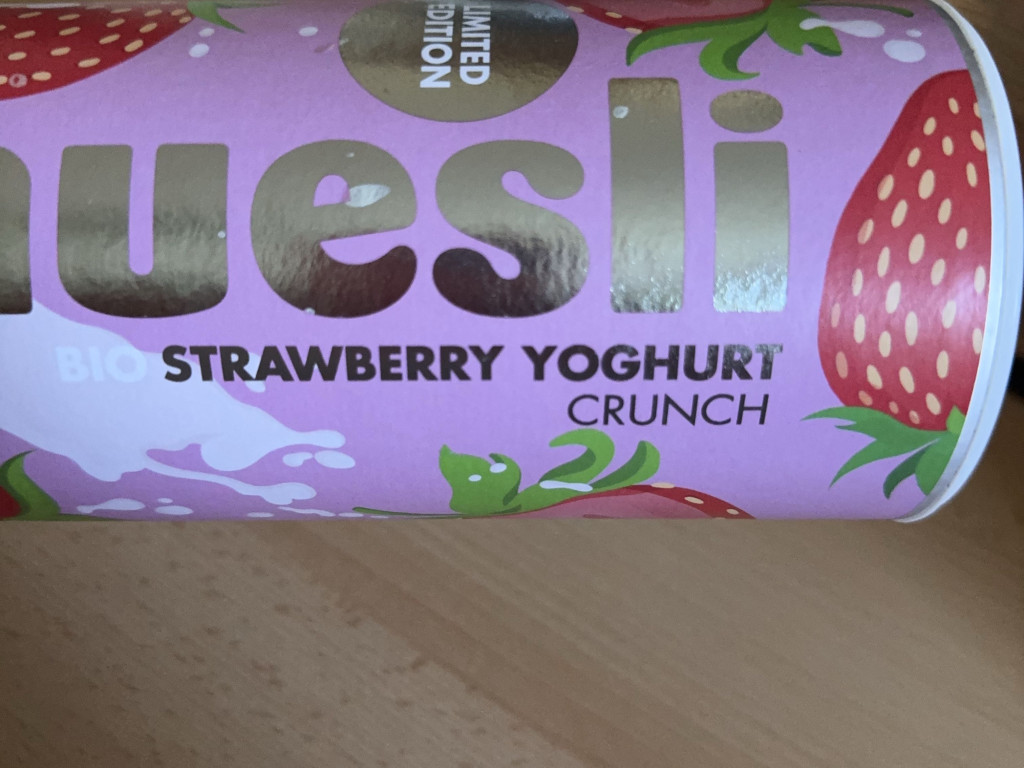 LIMITED
EDITION
uesli
BIO STRAWBERRY YOGHURT
CRUNCH